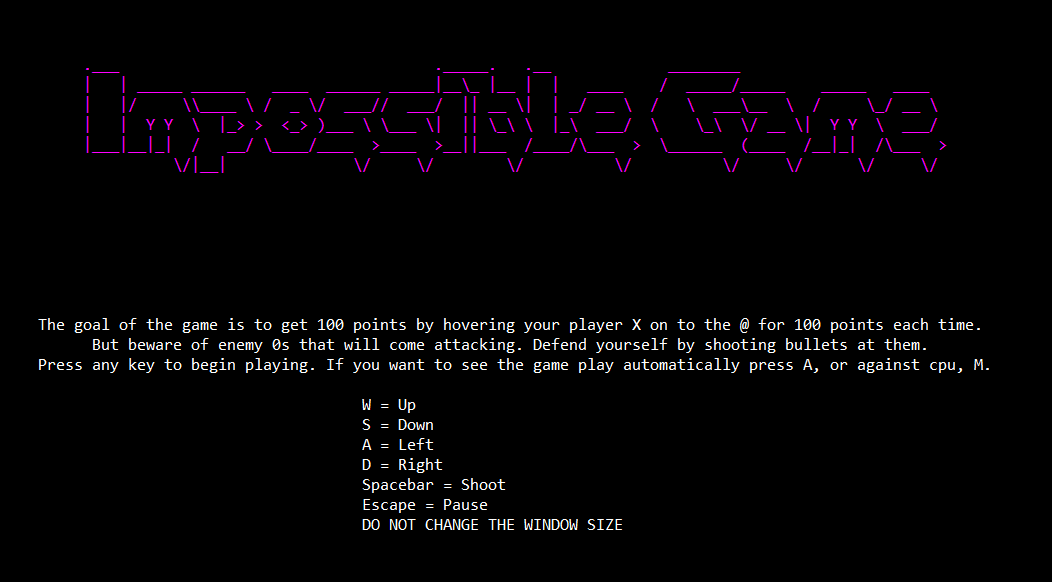 Impossible Game
The goal of the game is to get 100 points by hovering your player X on to the @ for 100 points each time.
But beware of enemy 0s that will come attacking. Defend yourself by shooting bullets at them.
Press any key to begin playing. If you want to see the game play automatically press A, or against cpu, M.
W = Up
S = Down
A = Left
D = Right
Spacebar = Shoot
Escape = Pause
DO NOT CHANGE THE WINDOW SIZE